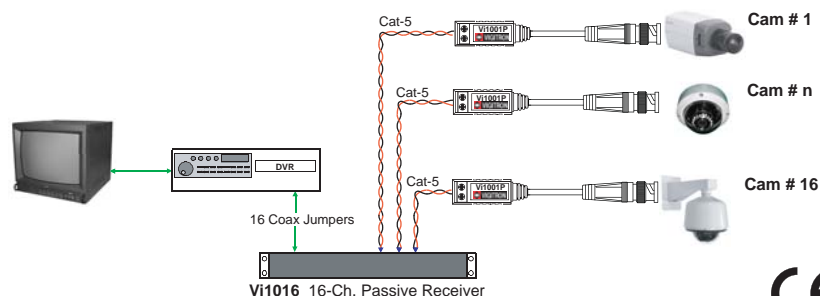 Cat-5
Vi1001P
Cam # 1
Cat-5
Vi1001P
Cam # n
DVR
Cat-5
Vi1001P
Cam # 16
16 Coax Jumpers
Vi1016 16-Ch. Passive Receiver
CE